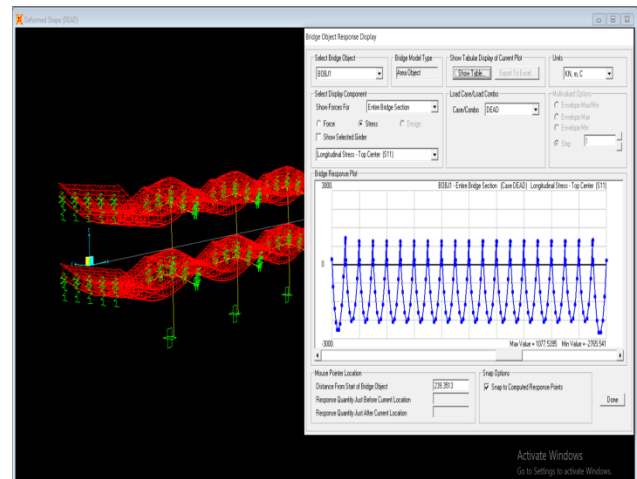 Deformed Shape (DEAD)
Bridge Object Response Display
Select Bridge Object
BOBJ1
Bridge Model Type
Area Object
Show Tabular Display of Current Plot
Show Table...
Export To Excel...
Units
KN, m, C
Select Display Component
Show Forces For
Entire Bridge Section
Force
Stress
Design
Show Selected Girder
Longitudinal Stress - Top Center (S11)
Load Case/Load Combo
Case/Combo
DEAD
Multi-valued Options
Envelope Max/Min
Envelope Max
Envelope Min
Step
Bridge Response Plot
3000.
BOBJ1 - Entire Bridge Section (Case DEAD) Longitudinal Stress - Top Center (S11)
0
-3000.
Max Value = 1077.5395 Min Value = -2765.541
Mouse Pointer Location
Distance From Start of Bridge Object
239.3513
Response Quantity Just Before Current Location
Response Quantity Just After Current Location
Snap Options
Snap to Computed Response Points
Done
Activate Windows
Go to Settings to activate Windows.